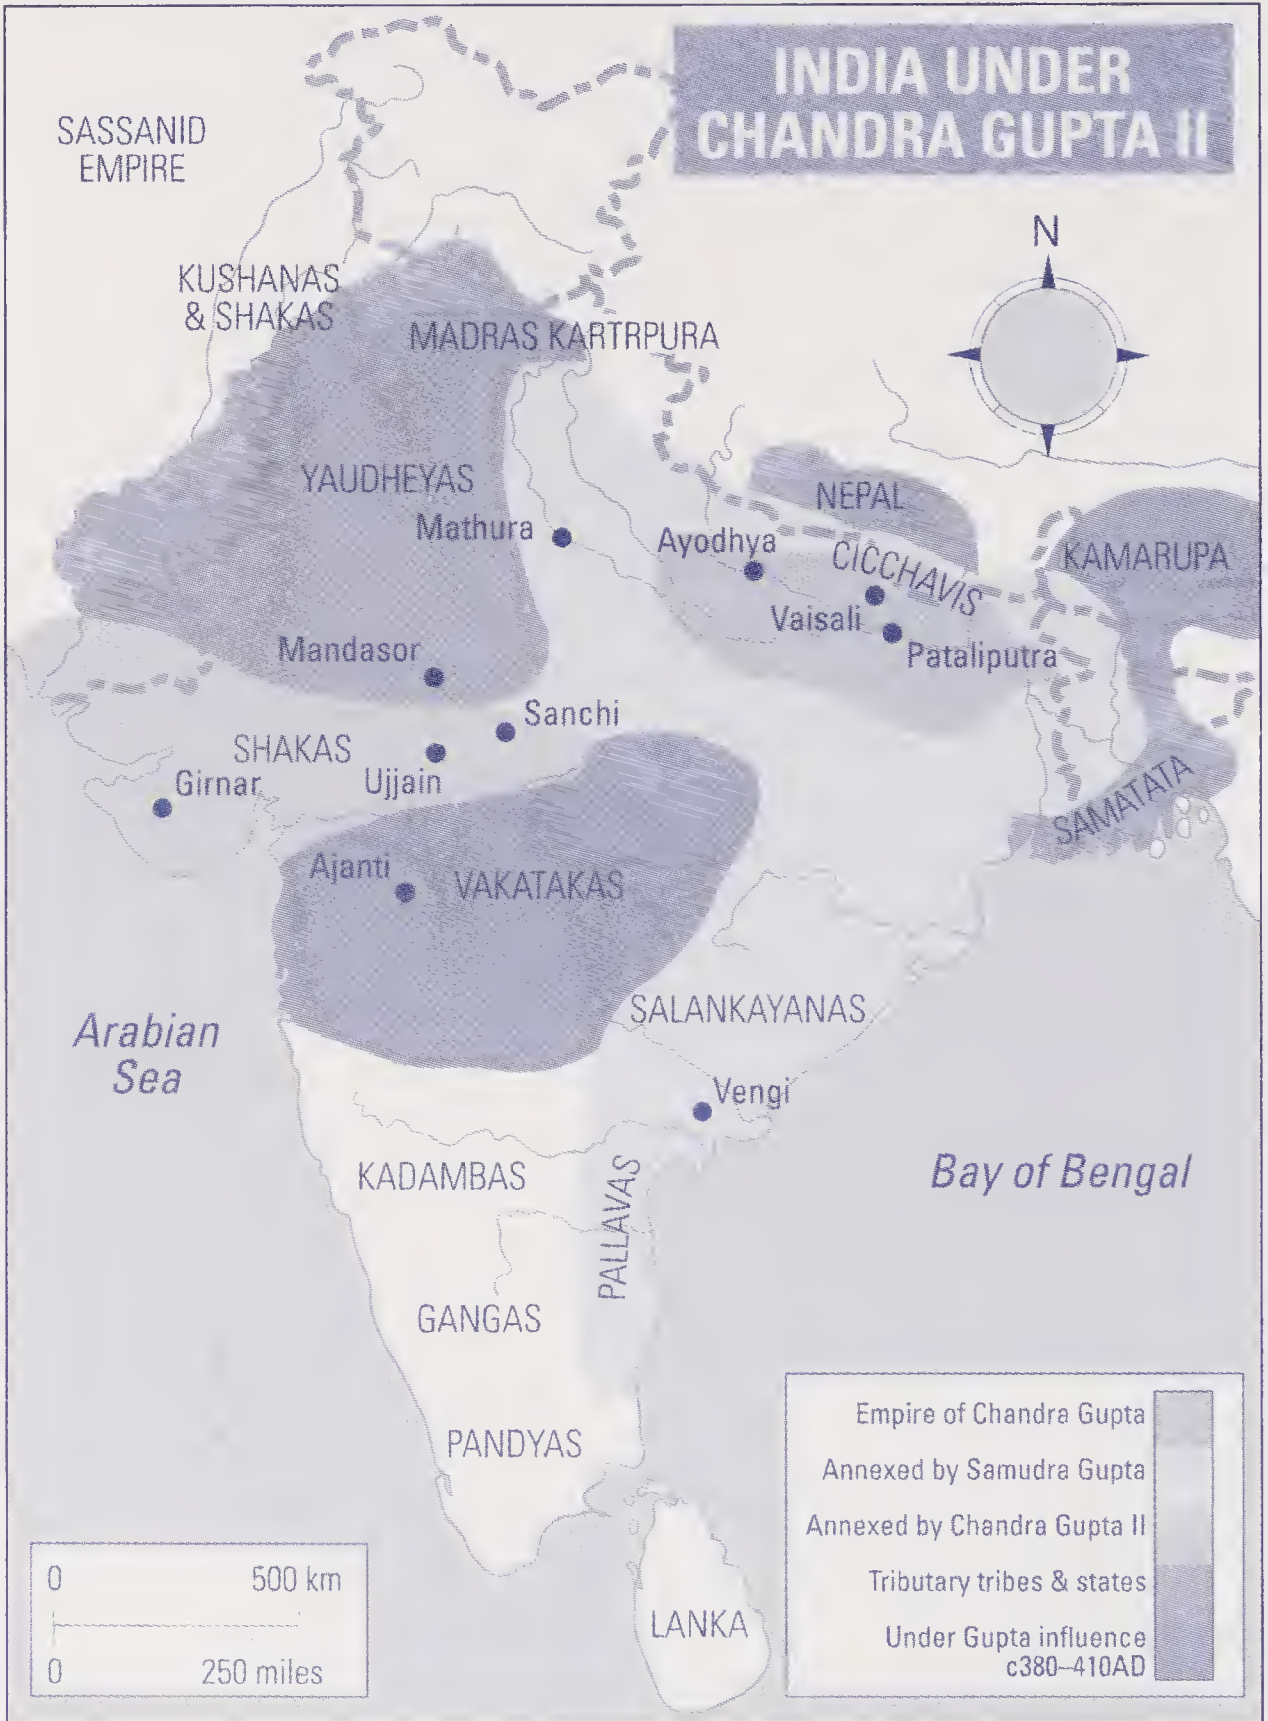 INDIA UNDER
CHANDRA GUPTA II
SASSANID
EMPIRE
N
KUSHANAS
& SHAKAS
MADRAS KARTRPURA
YAUDHEYAS
NEPAL
Mathura
Ayodhya
CICCHAVIS
KAMARUPA
Vaisali
Mandasor
Pataliputra
Sanchi
SHAKAS
Girnar
Ujjain
SAMATATA
Ajanti
VAKATAKAS
SALANKAYANAS
Arabian
Sea
Vengi
KADAMBAS
PALLAVAS
Bay of Bengal
GANGAS
PANDYAS
LANKA
Empire of Chandra Gupta
Annexed by Samudra Gupta
Annexed by Chandra Gupta II
Tributary tribes & states
Under Gupta influence
c380–410AD
0 500 km
0 250 miles